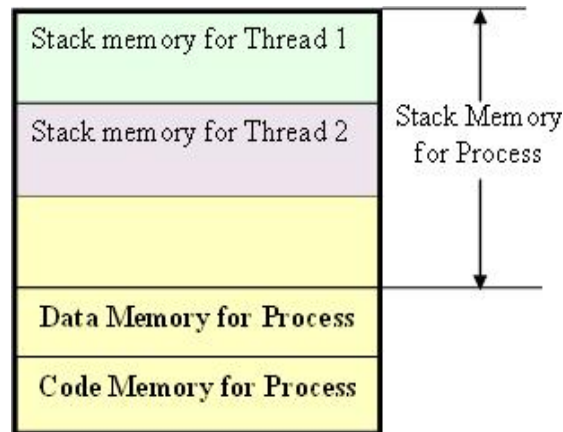 Stack memory for Thread 1
Stack memory for Thread 2
Stack Memory
for Process
Data Memory for Process
Code Memory for Process